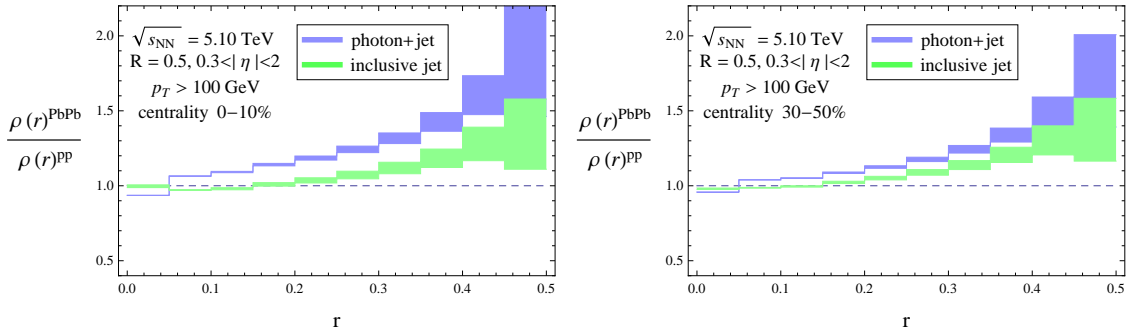 2.0
1.5
1.0
0.5
ρ(r)^PbPb
ρ(r)^pp
√s_NN = 5.10 TeV
R = 0.5, 0.3<| η |<2
p_T > 100 GeV
centrality 0−10%
photon+jet
inclusive jet
0.0 0.1 0.2 0.3 0.4 0.5
r
2.0
1.5
1.0
0.5
ρ(r)^PbPb
ρ(r)^pp
√s_NN = 5.10 TeV
R = 0.5, 0.3<| η |<2
p_T > 100 GeV
centrality 30−50%
photon+jet
inclusive jet
0.0 0.1 0.2 0.3 0.4 0.5
r